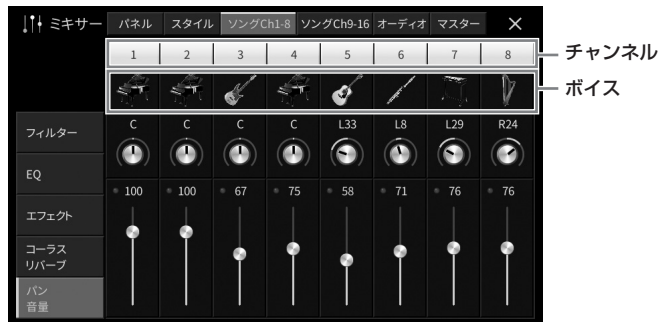 ミキサー
パネル スタイル ソングCh1-8 ソングCh9-16 オーディオ マスター ×
1 2 3 4 5 6 7 8
チャンネル
ボイス
フィルター
EQ
エフェクト
コーラス
リバーブ
パン
音量
C C C C L33 L8 L29 R24
100 100 67 75 58 71 76 76